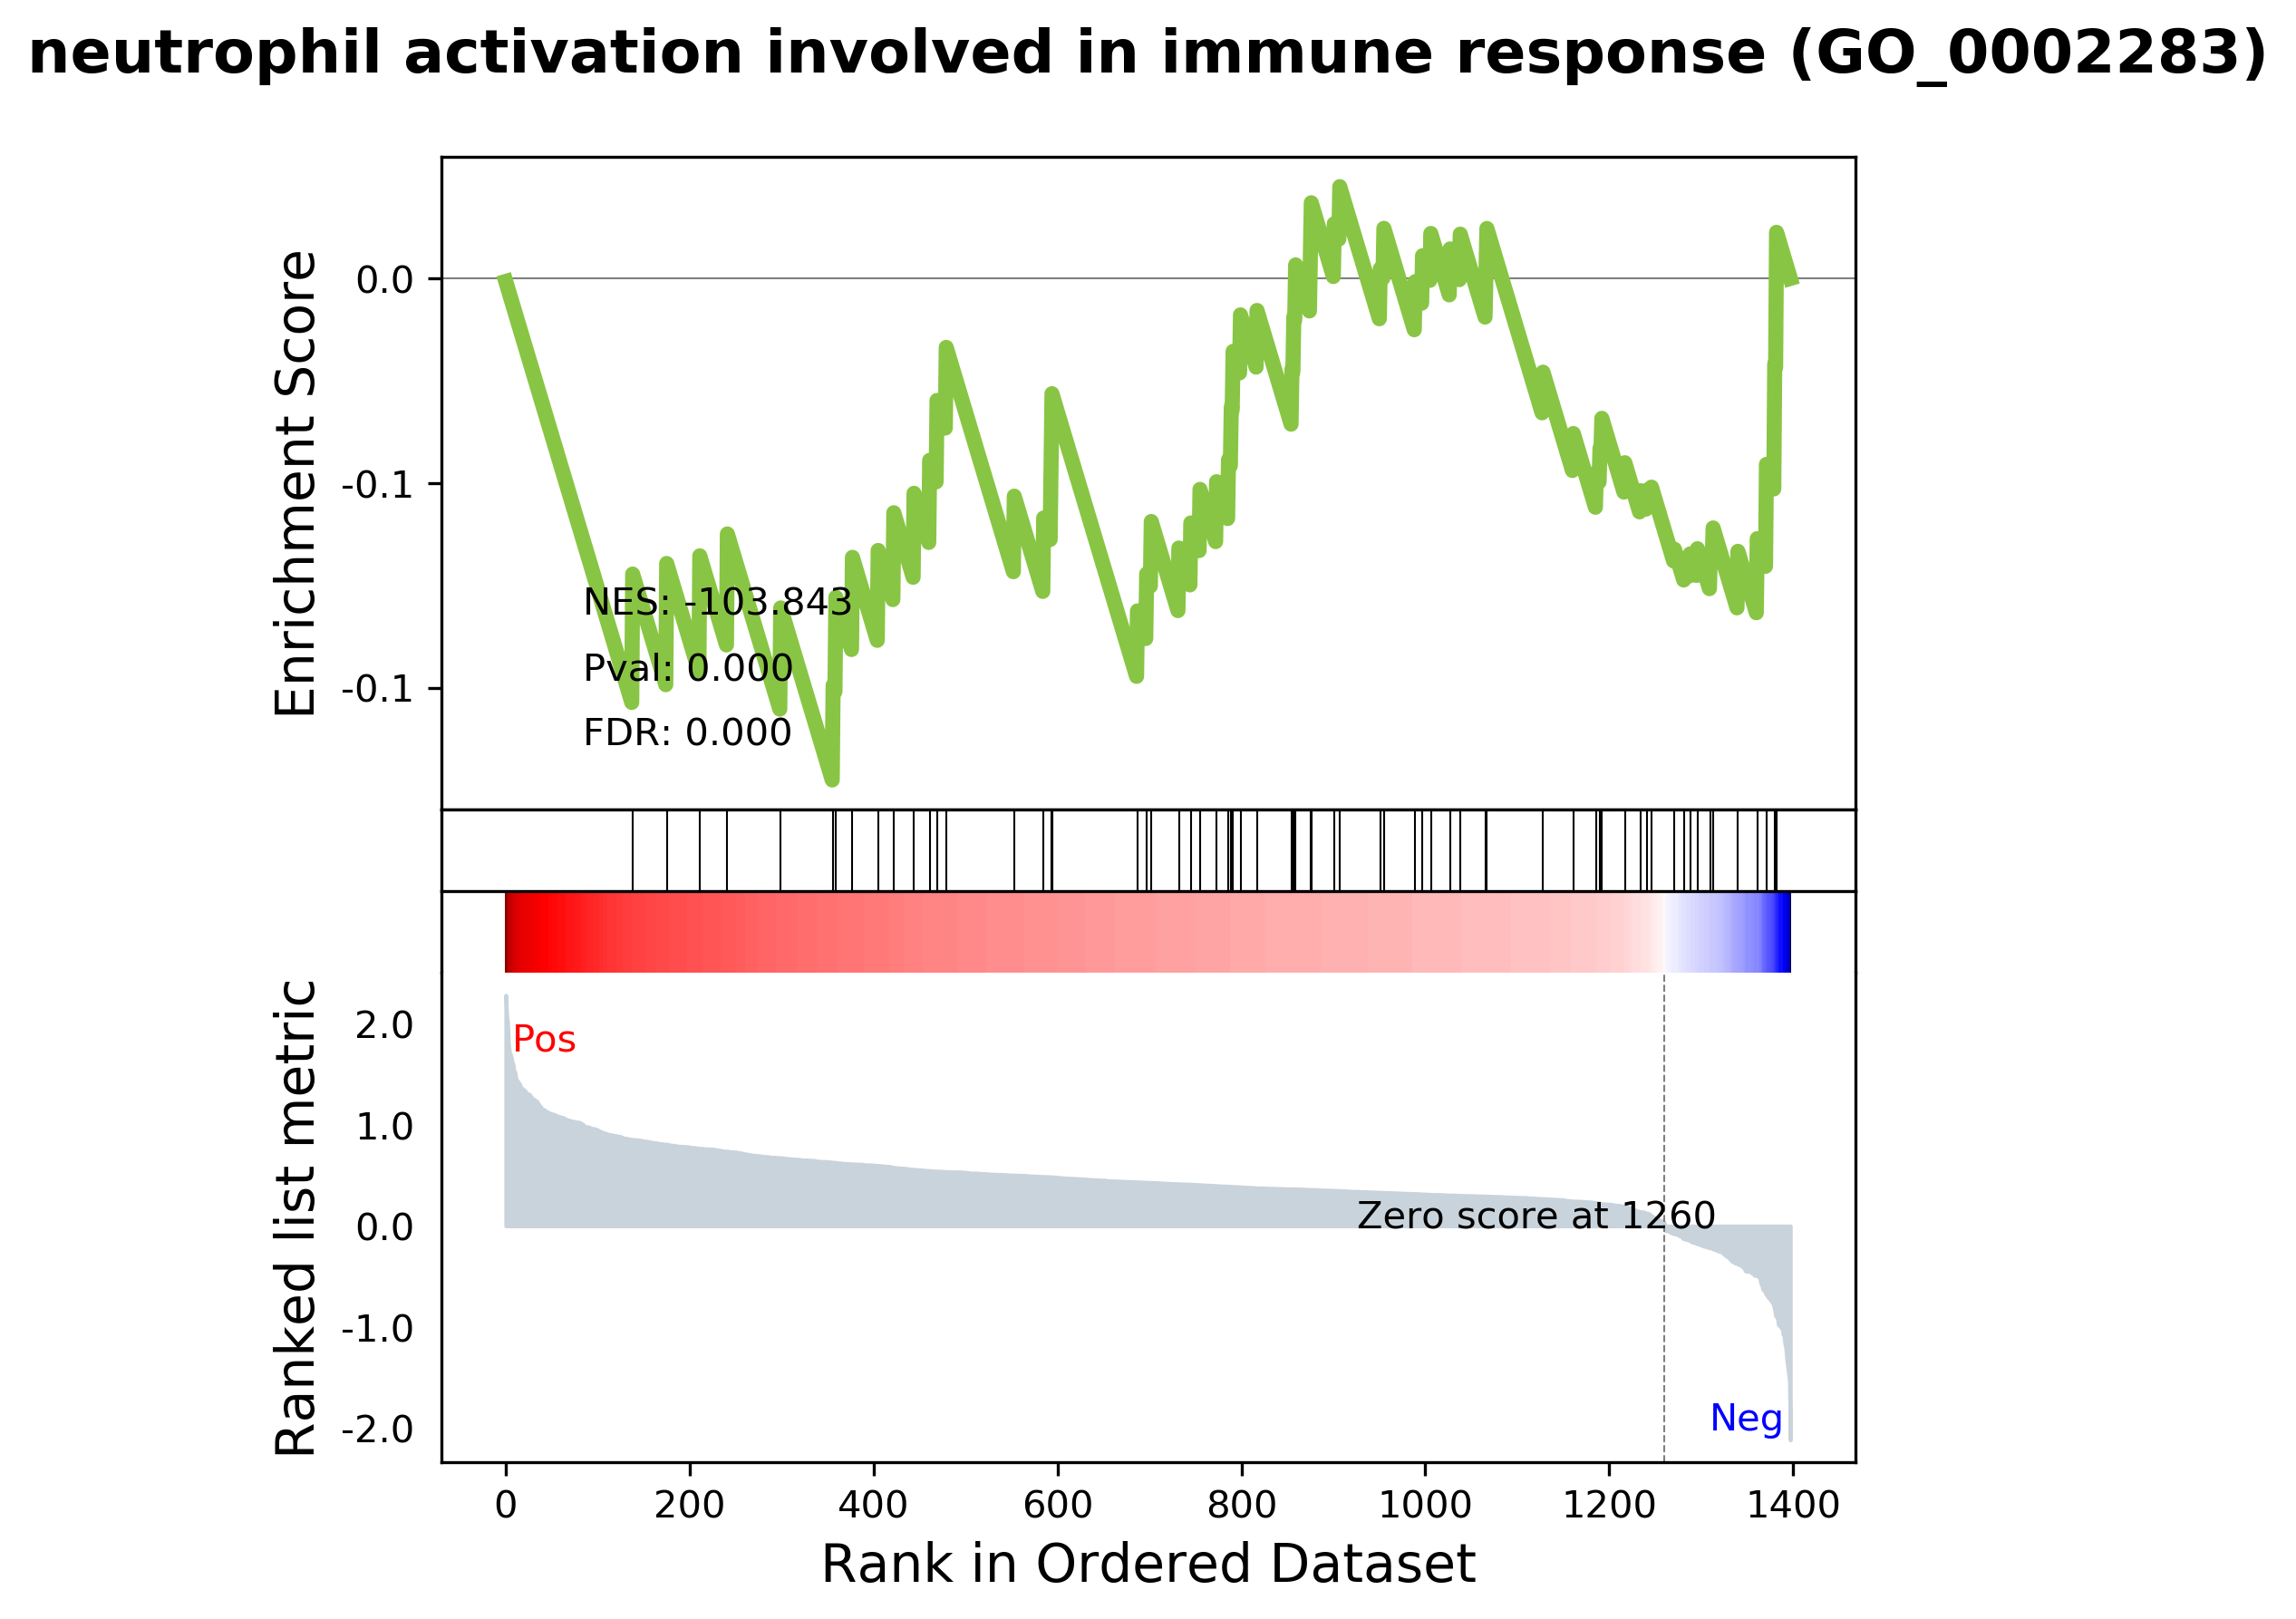 neutrophil activation involved in immune response (GO_0002283)
Enrichment Score
0.0
-0.1
-0.1
NES: -103.843
Pval: 0.000
FDR: 0.000
Ranked list metric
2.0
1.0
0.0
-1.0
-2.0
Pos
Zero score at 1260
Neg
0 200 400 600 800 1000 1200 1400
Rank in Ordered Dataset